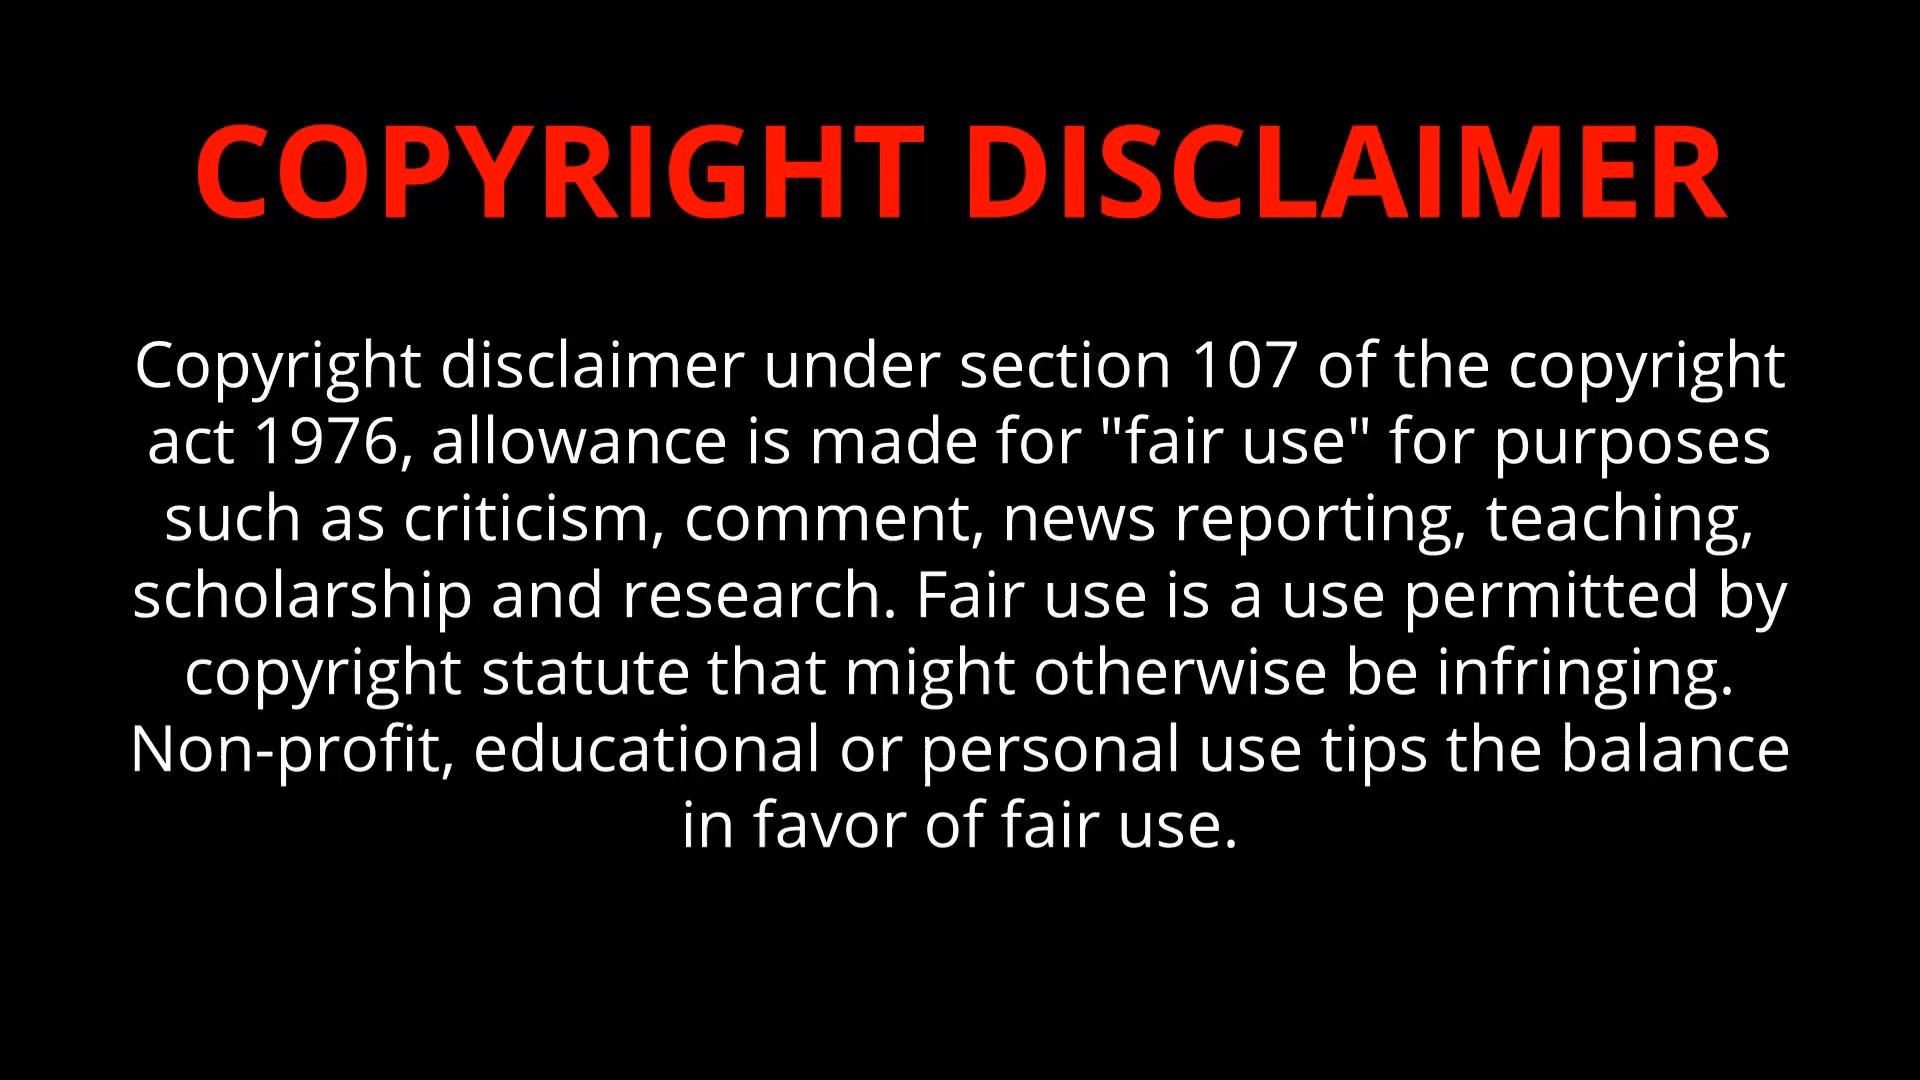 COPYRIGHT DISCLAIMER
Copyright disclaimer under section 107 of the copyright
act 1976, allowance is made for "fair use" for purposes
such as criticism, comment, news reporting, teaching,
scholarship and research. Fair use is a use permitted by
copyright statute that might otherwise be infringing.
Non-profit, educational or personal use tips the balance
in favor of fair use.